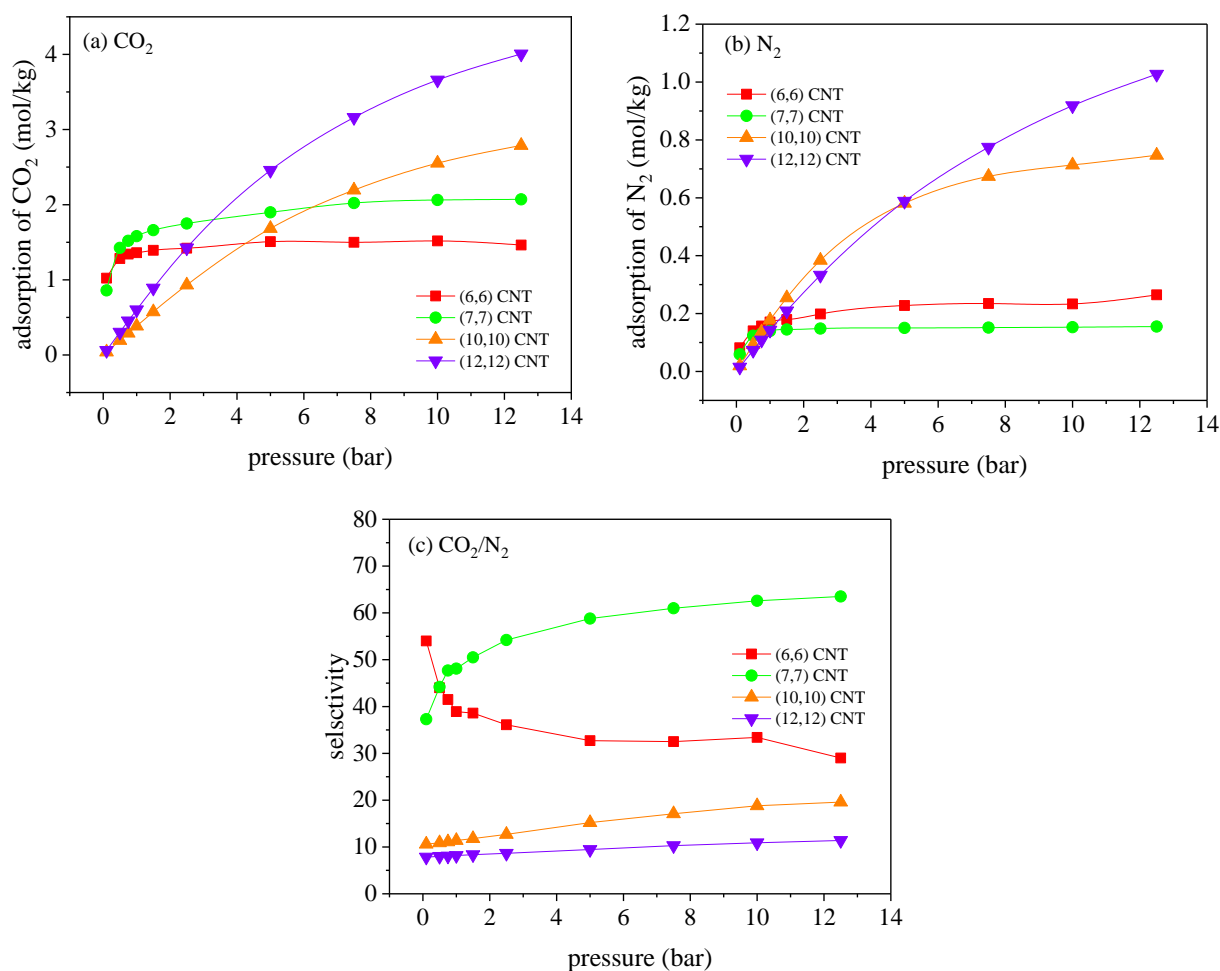 (a) CO₂
adsorption of CO₂ (mol/kg)
4
3
2
1
0
(6,6) CNT
(7,7) CNT
(10,10) CNT
(12,12) CNT
0 2 4 6 8 10 12 14
pressure (bar)
(b) N₂
adsorption of N₂ (mol/kg)
1.2
1.0
0.8
0.6
0.4
0.2
0.0
(6,6) CNT
(7,7) CNT
(10,10) CNT
(12,12) CNT
0 2 4 6 8 10 12 14
pressure (bar)
(c) CO₂/N₂
selsctivity
80
70
60
50
40
30
20
10
0
(6,6) CNT
(7,7) CNT
(10,10) CNT
(12,12) CNT
0 2 4 6 8 10 12 14
pressure (bar)